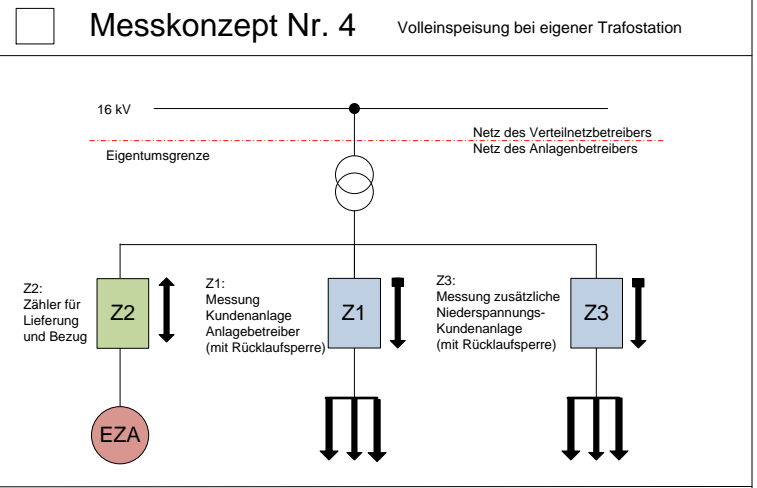 Messkonzept Nr. 4 Volleinspeisung bei eigener Trafostation
16 kV
Netz des Verteilnetzbetreibers
Eigentumsgrenze
Netz des Anlagenbetreibers
Z2:
Zähler für
Lieferung
und Bezug
Z2
Z1:
Messung
Kundenanlage
Anlagebetreiber
(mit Rücklaufsperre)
Z1
Z3:
Messung zusätzliche
Niederspannungs-
Kundenanlage
(mit Rücklaufsperre)
Z3
EZA